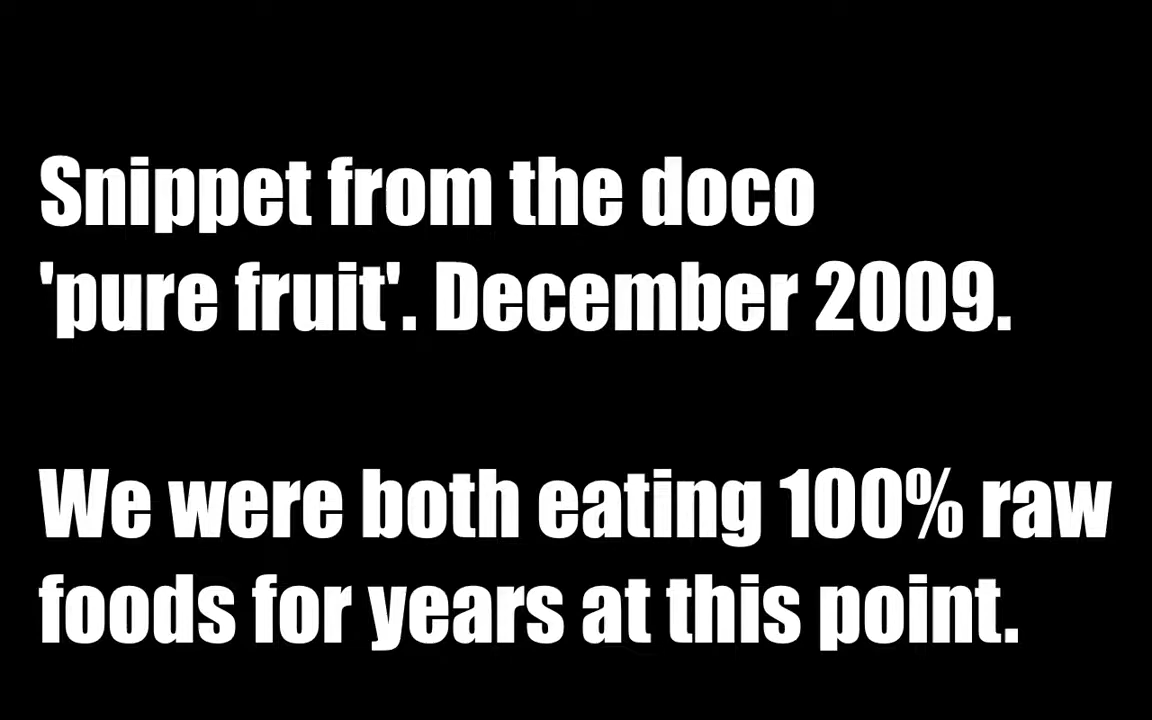 Snippet from the doco
'pure fruit'. December 2009.
We were both eating 100% raw
foods for years at this point.